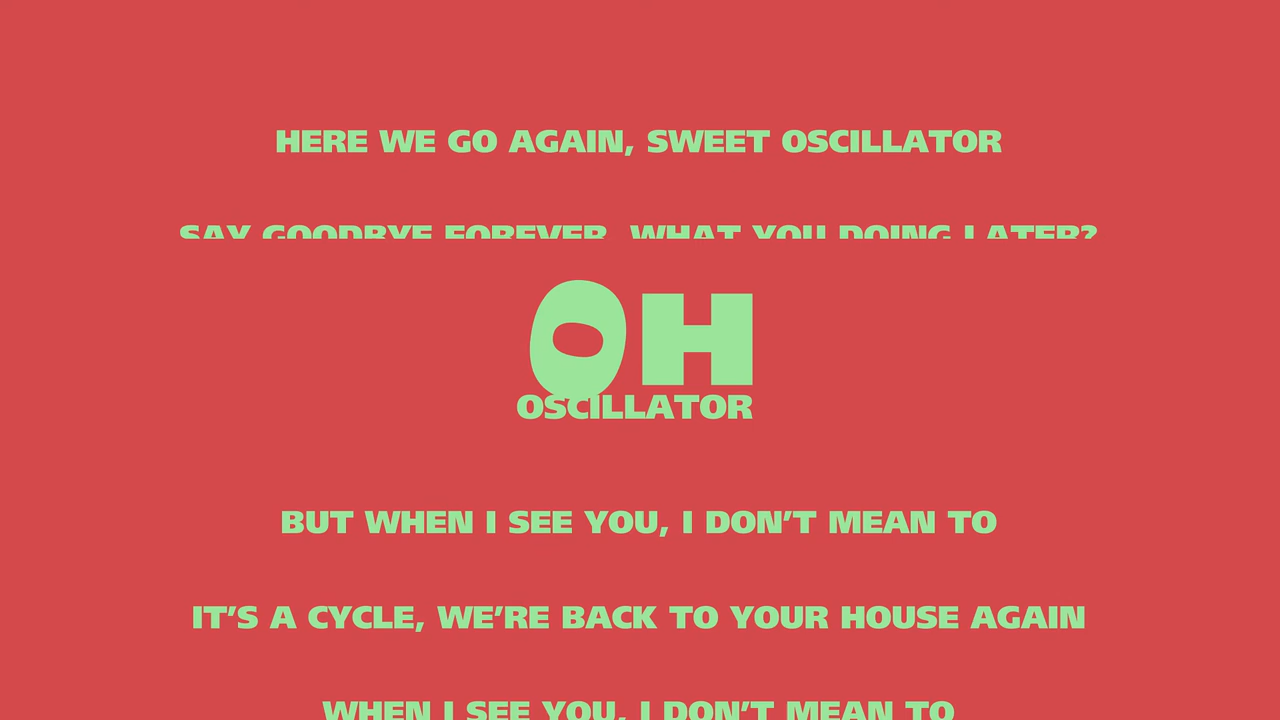 HERE WE GO AGAIN, SWEET OSCILLATOR
SAY GOODBYE FOREVER, WHAT YOU DOING LATER?
OH
OSCILLATOR
BUT WHEN I SEE YOU, I DON’T MEAN TO
IT’S A CYCLE, WE’RE BACK TO YOUR HOUSE AGAIN
WHEN I SEE YOU, I DON’T MEAN TO